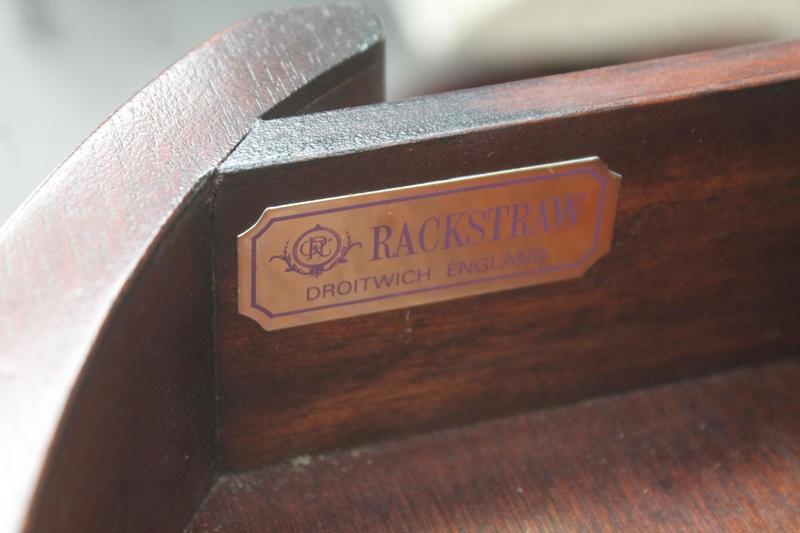 RACKSTRAW
DROITWICH ENGLAND